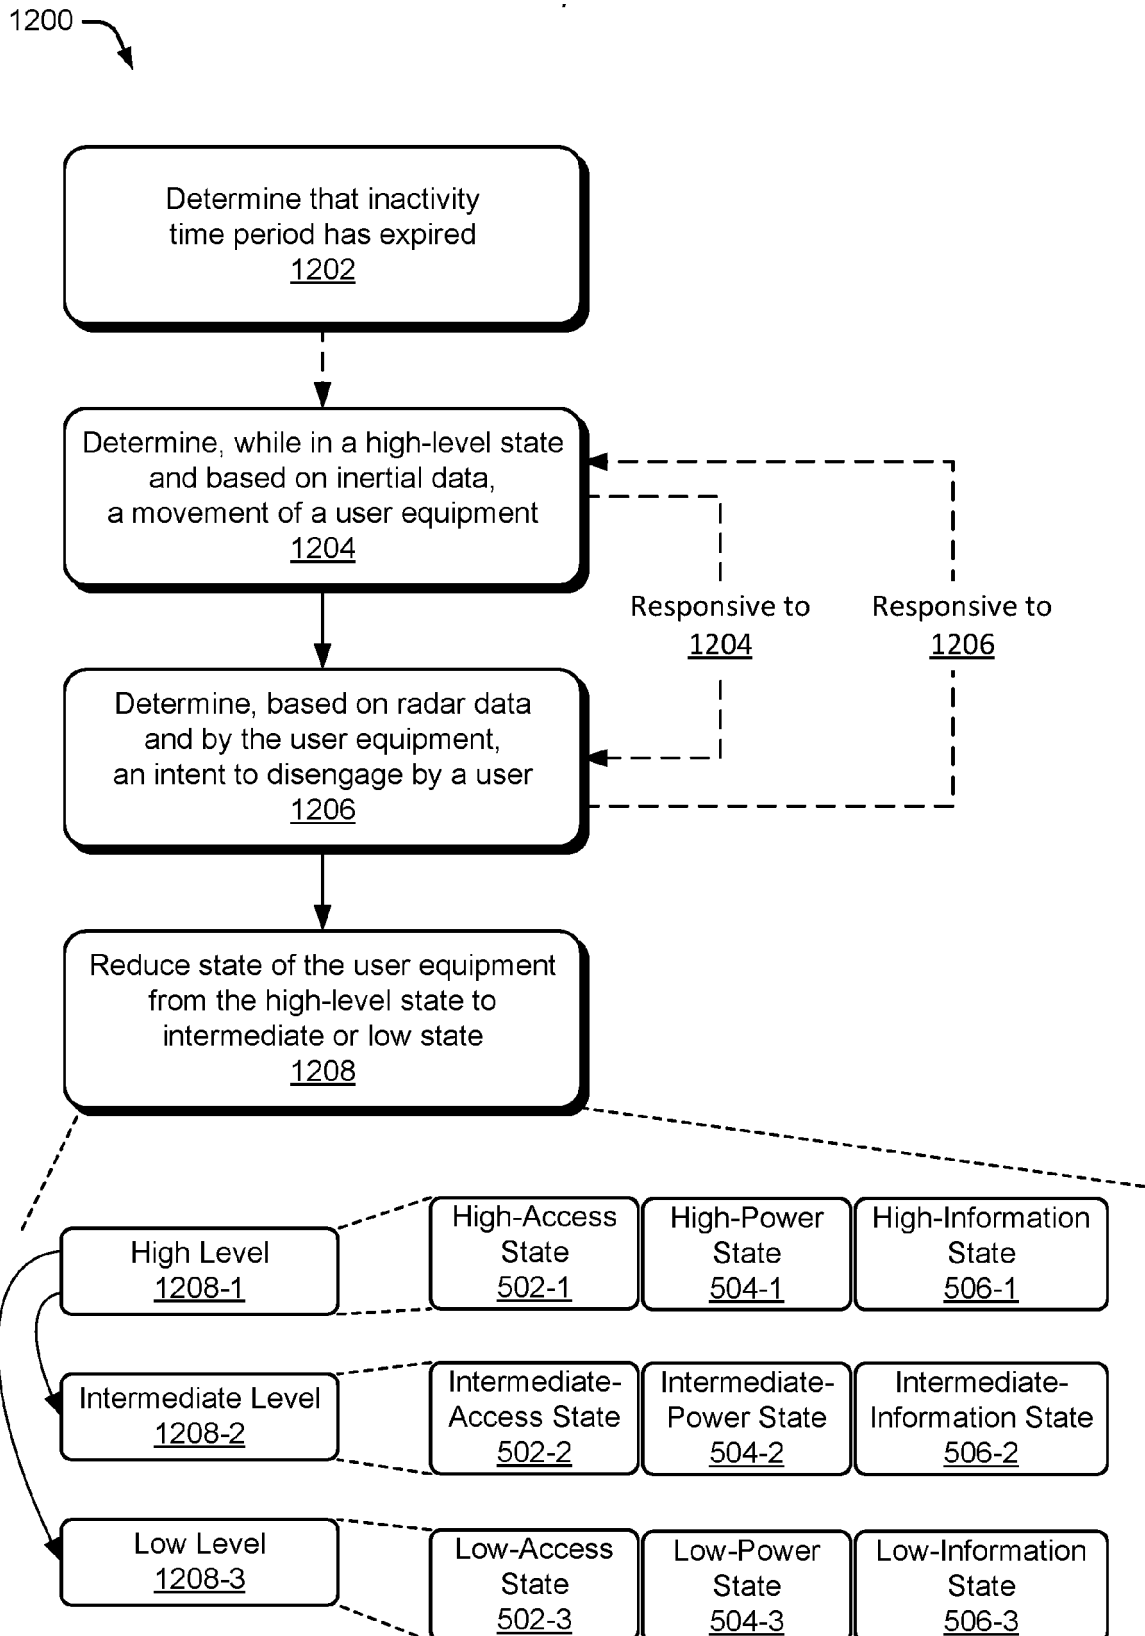 1200
Determine that inactivity
time period has expired
1202
Determine, while in a high-level state
and based on inertial data,
a movement of a user equipment
1204
Responsive to
1204
Responsive to
1206
Determine, based on radar data
and by the user equipment,
an intent to disengage by a user
1206
Reduce state of the user equipment
from the high-level state to
intermediate or low state
1208
High Level
1208-1
High-Access
State
502-1
High-Power
State
504-1
High-Information
State
506-1
Intermediate Level
1208-2
Intermediate-
Access State
502-2
Intermediate-
Power State
504-2
Intermediate-
Information State
506-2
Low Level
1208-3
Low-Access
State
502-3
Low-Power
State
504-3
Low-Information
State
506-3